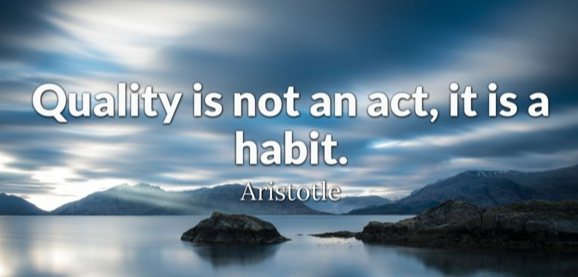 Quality is not an act, it is a
habit.
Aristotle